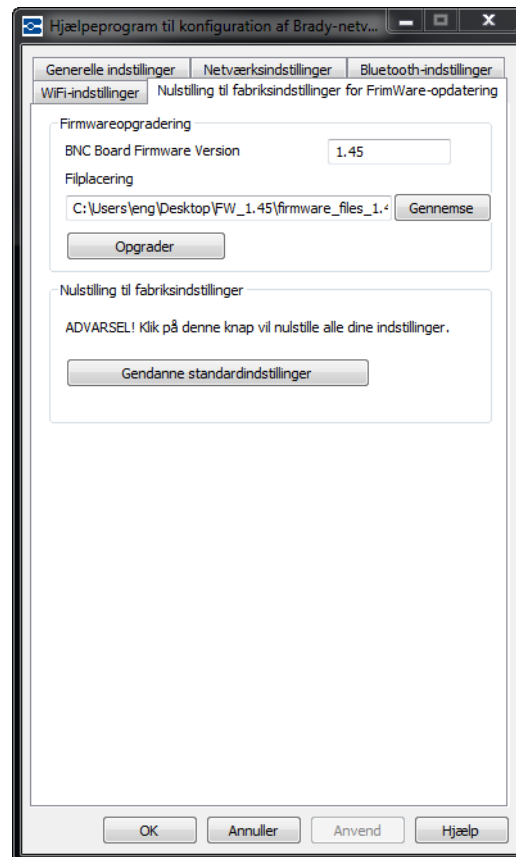 Hjælpeprogram til konfiguration af Brady-netv...
Generelle indstillinger Netværksindstillinger Bluetooth-indstillinger
WiFi-indstillinger Nulstilling til fabriksindstillinger for FrimWare-opdatering
Firmwareopgradering
BNC Board Firmware Version 1.45
Filplacering
C:\Users\eng\Desktop\FW_1.45\firmware_files_1.4 Gennemse
Opgrader
Nulstilling til fabriksindstillinger
ADVARSEL! Klik på denne knap vil nulstille alle dine indstillinger.
Gendanne standardindstillinger
OK Annuller Anvend Hjælp